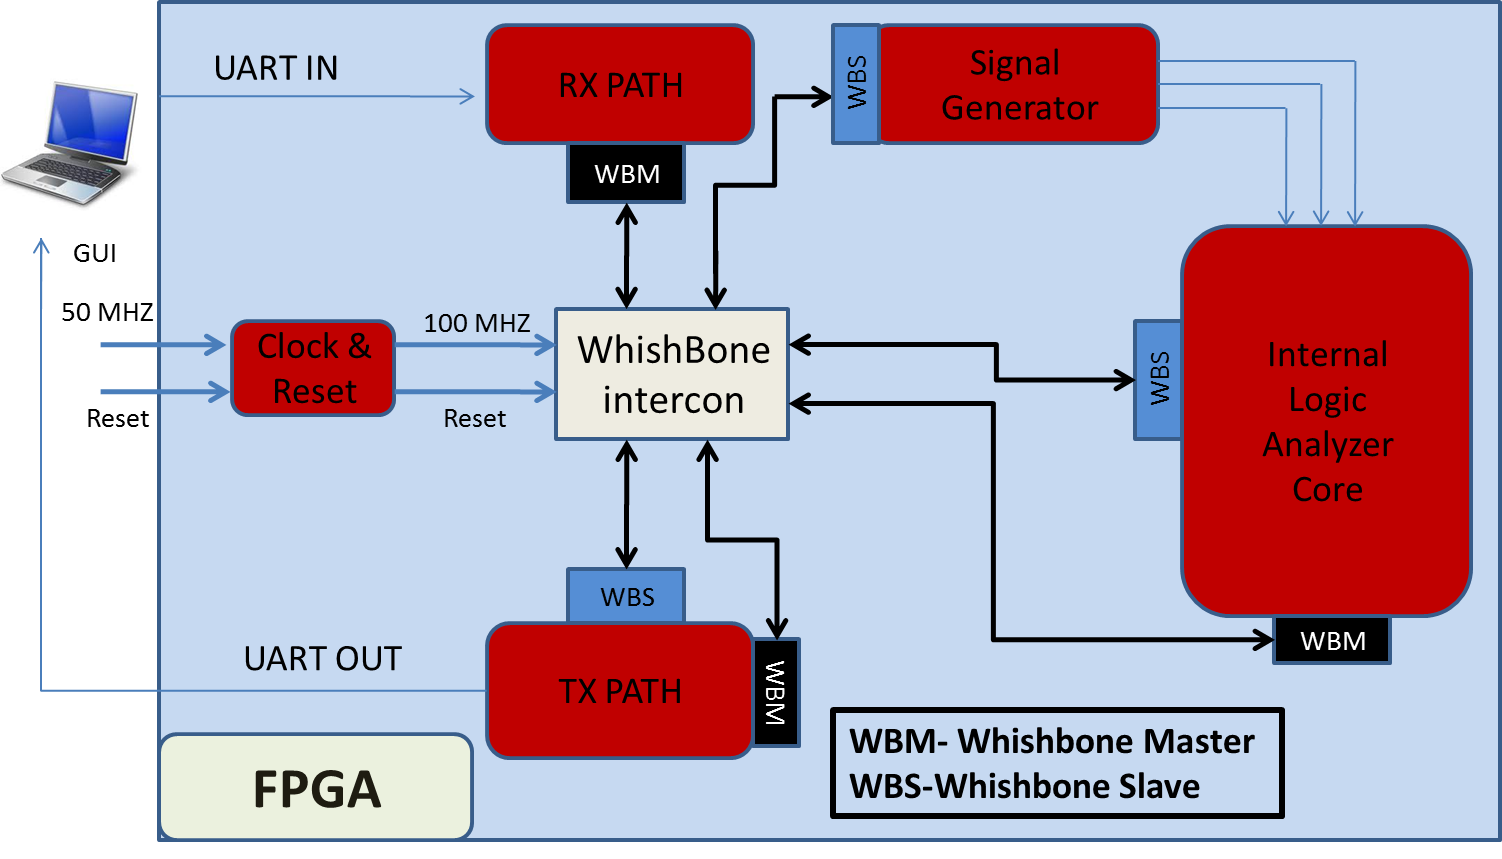 UART IN
RX PATH
WBM
WBS
Signal
Generator
GUI
50 MHZ
Clock &
Reset
100 MHZ
Reset
Reset
WhishBone
intercon
WBS
Internal
Logic
Analyzer
Core
WBM
WBS
UART OUT
TX PATH
WBM
WBM- Whishbone Master
WBS-Whishbone Slave
FPGA